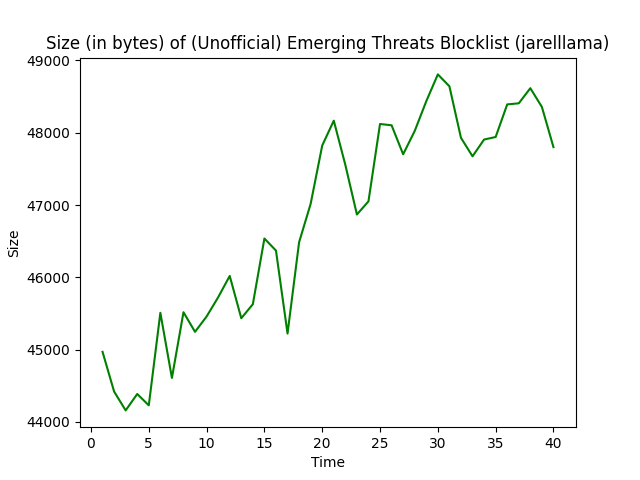 Size (in bytes) of (Unofficial) Emerging Threats Blocklist (jarelllama)
49000
48000
47000
46000
45000
44000
Size
0 5 10 15 20 25 30 35 40
Time